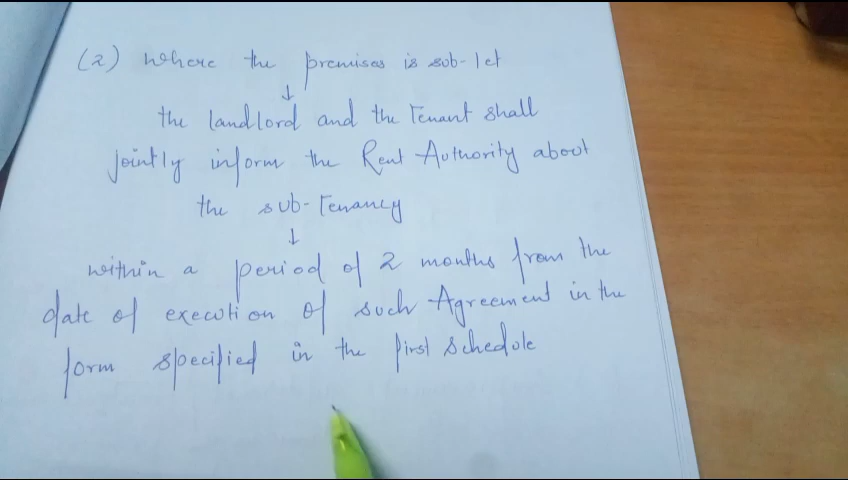 (2) Where the premises is sub-let
↓
the landlord and the Tenant shall
jointly inform the Rent Authority about
the sub-Tenancy
↓
within a period of 2 months from the
date of execution of such Agreement in the
form specified in the first schedule